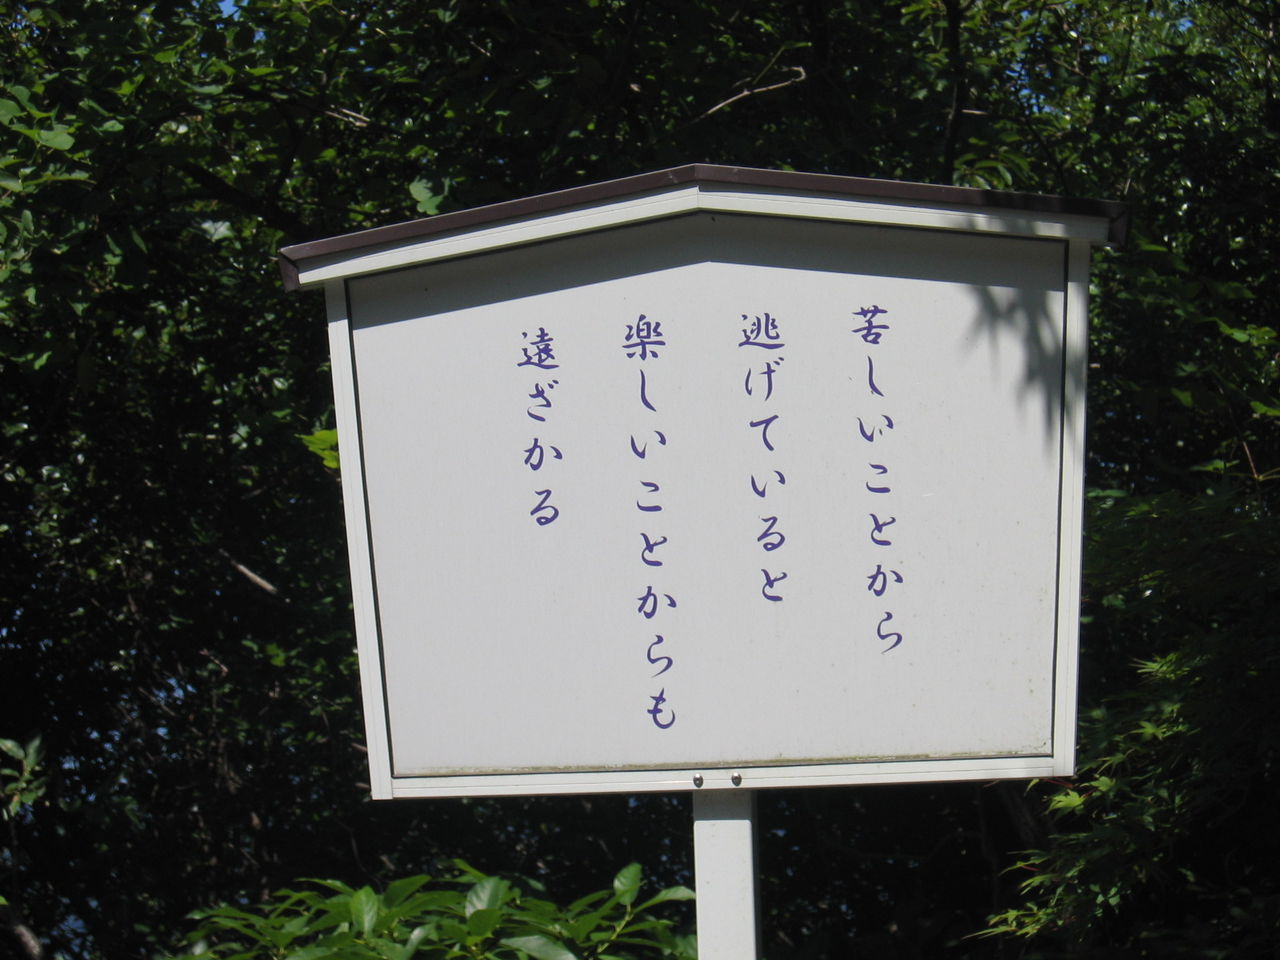 苦しいことから
逃げていると
楽しいことからも
遠ざかる